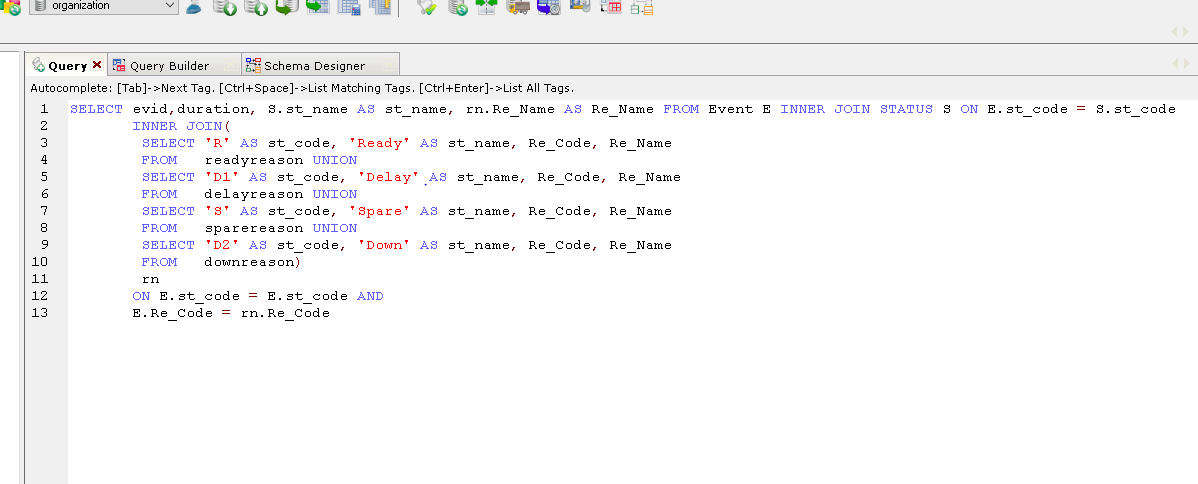 organization
Query Query Builder Schema Designer
Autocomplete: [Tab]->Next Tag. [Ctrl+Space]->List Matching Tags. [Ctrl+Enter]->List All Tags.
1 SELECT evid,duration, S.st_name AS st_name, rn.Re_Name AS Re_Name FROM Event E INNER JOIN STATUS S ON E.st_code = S.st_code
2 INNER JOIN(
3 SELECT 'R' AS st_code, 'Ready' AS st_name, Re_Code, Re_Name
4 FROM readyreason UNION
5 SELECT 'D1' AS st_code, 'Delay' AS st_name, Re_Code, Re_Name
6 FROM delayreason UNION
7 SELECT 'S' AS st_code, 'Spare' AS st_name, Re_Code, Re_Name
8 FROM sparereason UNION
9 SELECT 'D2' AS st_code, 'Down' AS st_name, Re_Code, Re_Name
10 FROM downreason)
11 rn
12 ON E.st_code = E.st_code AND
13 E.Re_Code = rn.Re_Code